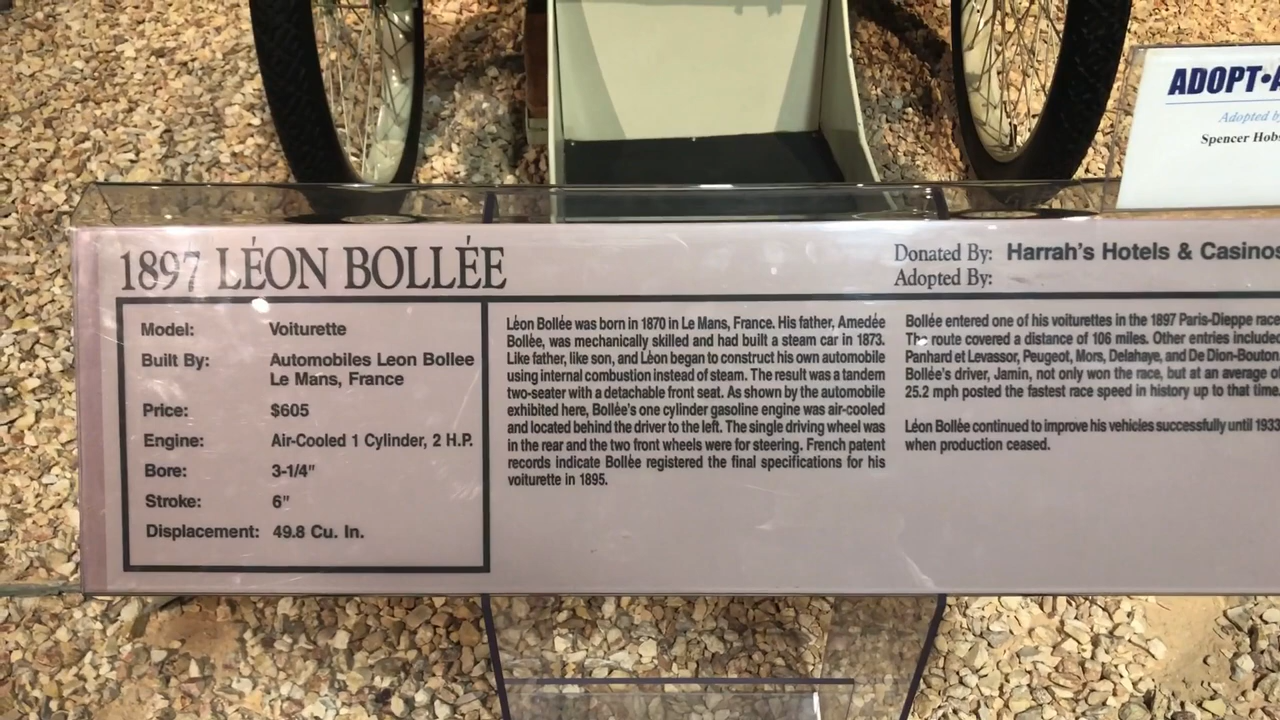 ADOPT•A
Adopted by
Spencer Hobs
1897 LÉON BOLLÉE
Donated By: Harrah's Hotels & Casinos
Adopted By:
Model: Voiturette
Built By: Automobiles Leon Bollee
Le Mans, France
Price: $605
Engine: Air-Cooled 1 Cylinder, 2 H.P.
Bore: 3-1/4"
Stroke: 6"
Displacement: 49.8 Cu. In.
Léon Bollée was born in 1870 in Le Mans, France. His father, Amedée
Bollée, was mechanically skilled and had built a steam car in 1873.
Like father, like son, and Léon began to construct his own automobile
using internal combustion instead of steam. The result was a tandem
two-seater with a detachable front seat. As shown by the automobile
exhibited here, Bollée's one cylinder gasoline engine was air-cooled
and located behind the driver to the left. The single driving wheel was
in the rear and the two front wheels were for steering. French patent
records indicate Bollée registered the final specifications for his
voiturette in 1895.
Bollée entered one of his voiturettes in the 1897 Paris-Dieppe race
The route covered a distance of 106 miles. Other entries included
Panhard et Levassor, Peugeot, Mors, Delahaye, and De Dion-Bouton.
Bollée's driver, Jamin, not only won the race, but at an average of
25.2 mph posted the fastest race speed in history up to that time.
Léon Bollée continued to improve his vehicles successfully until 1933
when production ceased.